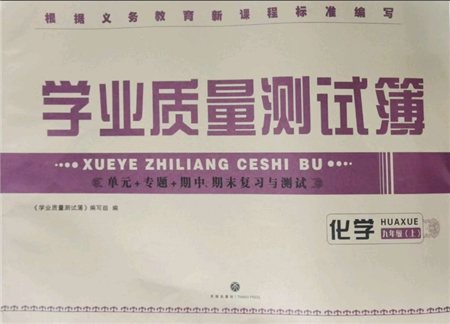 根据义务教育新课程标准编写
学业质量测试簿
XUEYE ZHILIANG CESHI BU
单元+专题+期中、期末复习与测试
《学业质量测试簿》编写组 编
化学 HUAXUE
九年级(上)